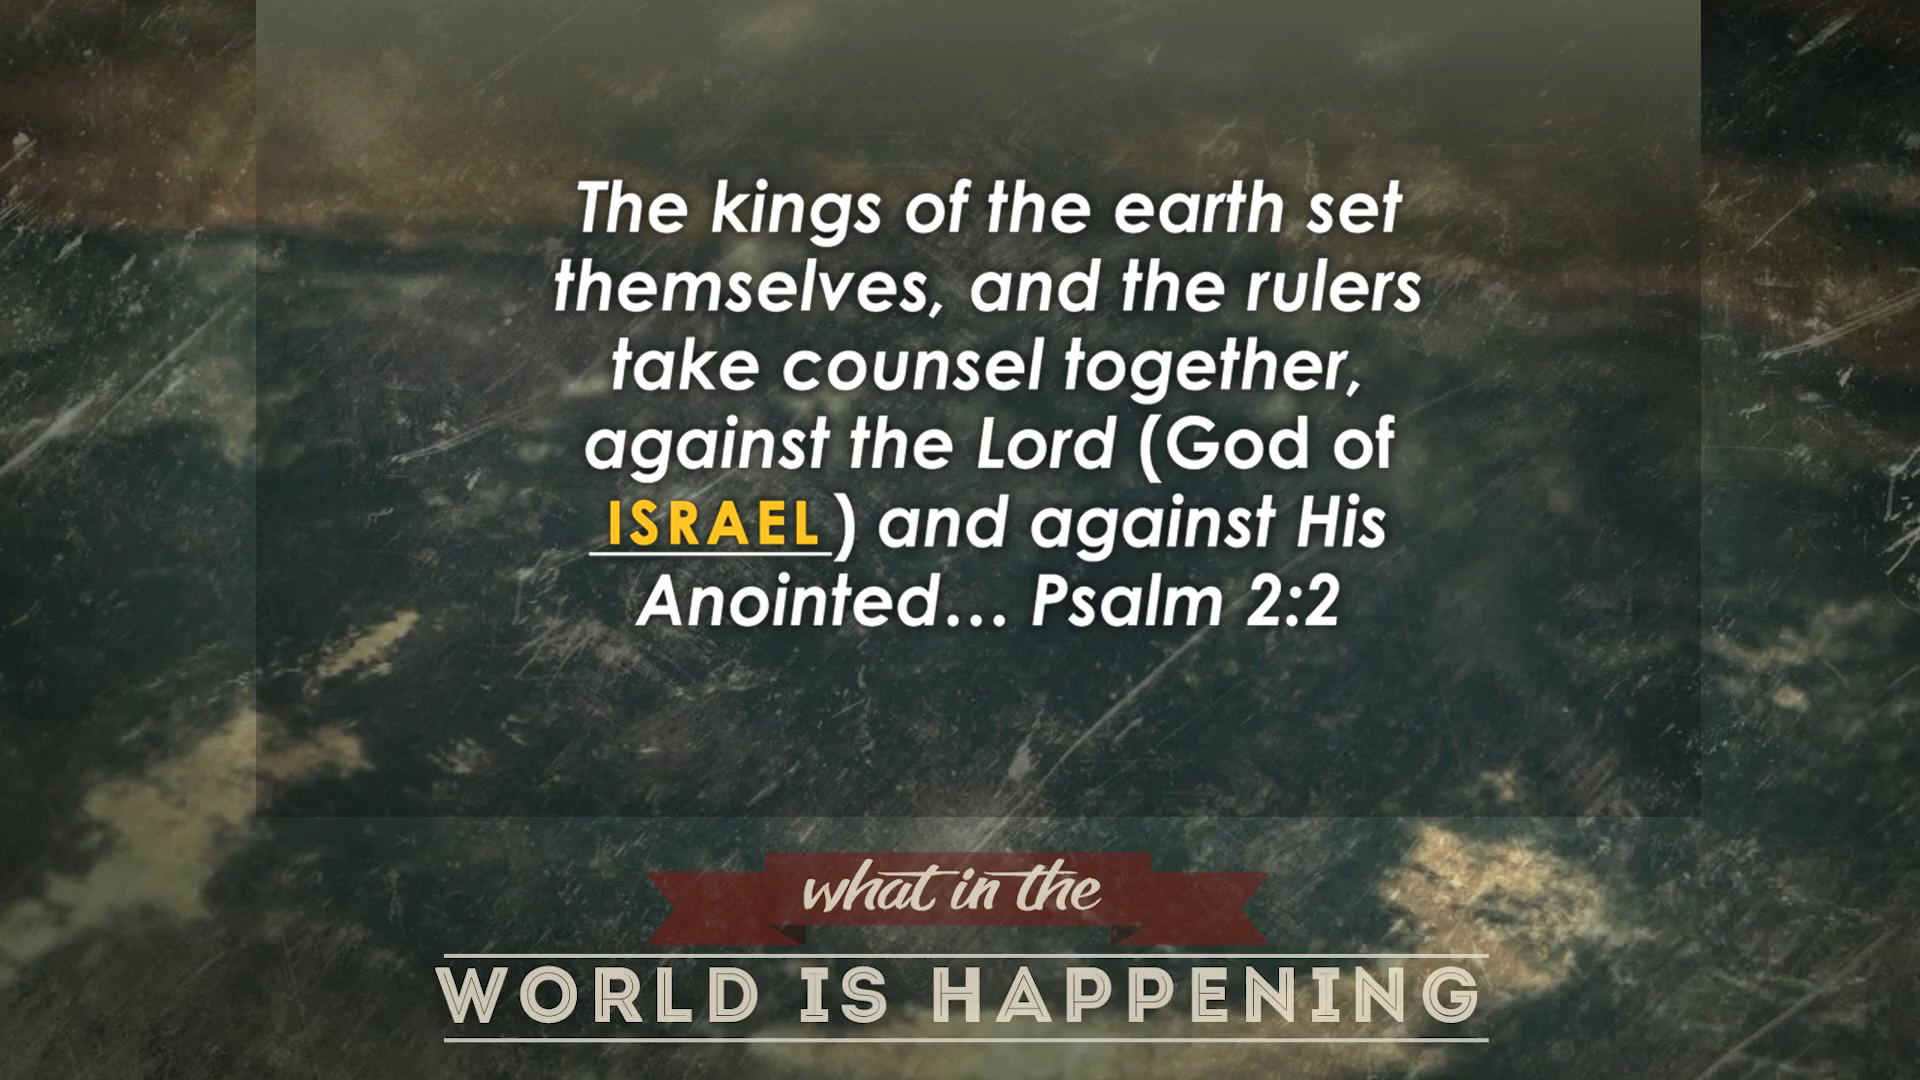 The kings of the earth set
themselves, and the rulers
take counsel together,
against the Lord (God of
ISRAEL) and against His
Anointed... Psalm 2:2
what in the
WORLD IS HAPPENING